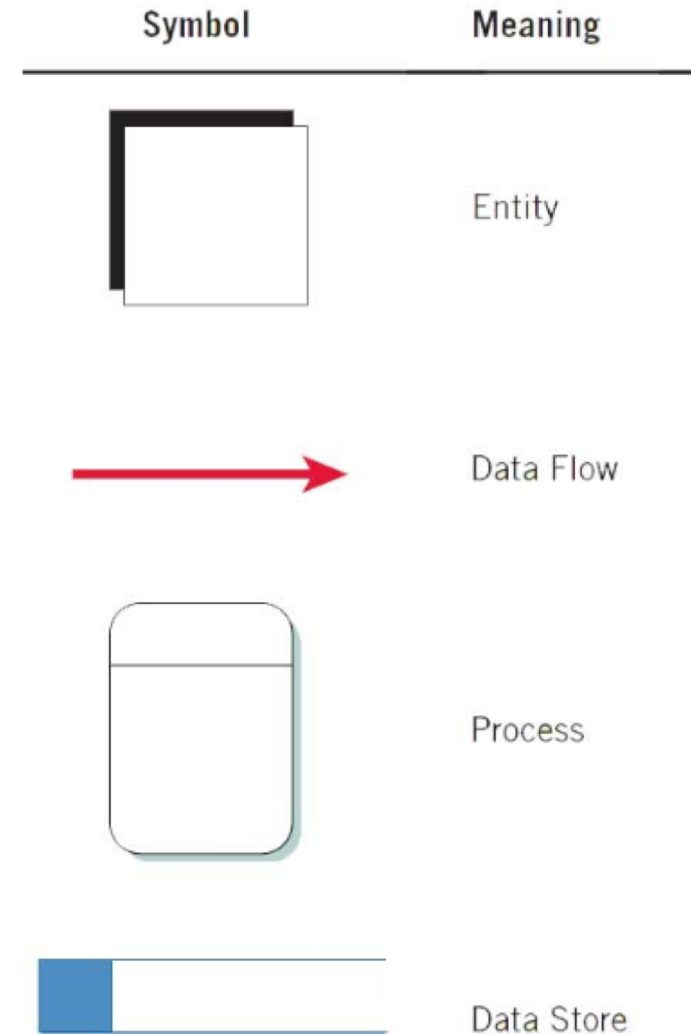 Symbol Meaning
Entity
Data Flow
Process
Data Store